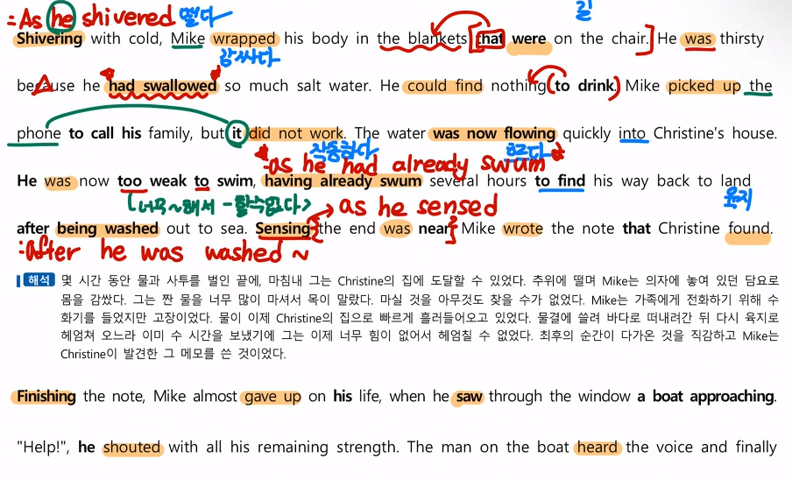 :As he shivered 떨다 길
Shivering with cold, Mike wrapped his body in the blankets that were on the chair. He was thirsty
감싸다
because he had swallowed so much salt water. He could find nothing to drink. Mike picked up the
phone to call his family, but it did not work. The water was now flowing quickly into Christine's house.
작동하다 흐르다
:as he had already swum
He was now too weak to swim, having already swum several hours to find his way back to land
<너무~해서 -할수없다> as he sensed 육지
after being washed out to sea. Sensing the end was near, Mike wrote the note that Christine found.
:after he was washed ~
해석 몇 시간 동안 물과 사투를 벌인 끝에, 마침내 그는 Christine의 집에 도달할 수 있었다. 추위에 떨며 Mike는 의자에 놓여 있던 담요로
몸을 감쌌다. 그는 짠 물을 너무 많이 마셔서 목이 말랐다. 마실 것을 아무것도 찾을 수가 없었다. Mike는 가족에게 전화하기 위해 수
화기를 들었지만 고장이었다. 물이 이제 Christine의 집으로 빠르게 흘러들어오고 있었다. 물결에 쓸려 바다로 떠내려간 뒤 다시 육지로
헤엄쳐 오느라 이미 수 시간을 보냈기에 그는 이제 너무 힘이 없어서 헤엄칠 수 없었다. 최후의 순간이 다가온 것을 직감하고 Mike는
Christine이 발견한 그 메모를 쓴 것이었다.
Finishing the note, Mike almost gave up on his life, when he saw through the window a boat approaching.
"Help!", he shouted with all his remaining strength. The man on the boat heard the voice and finally